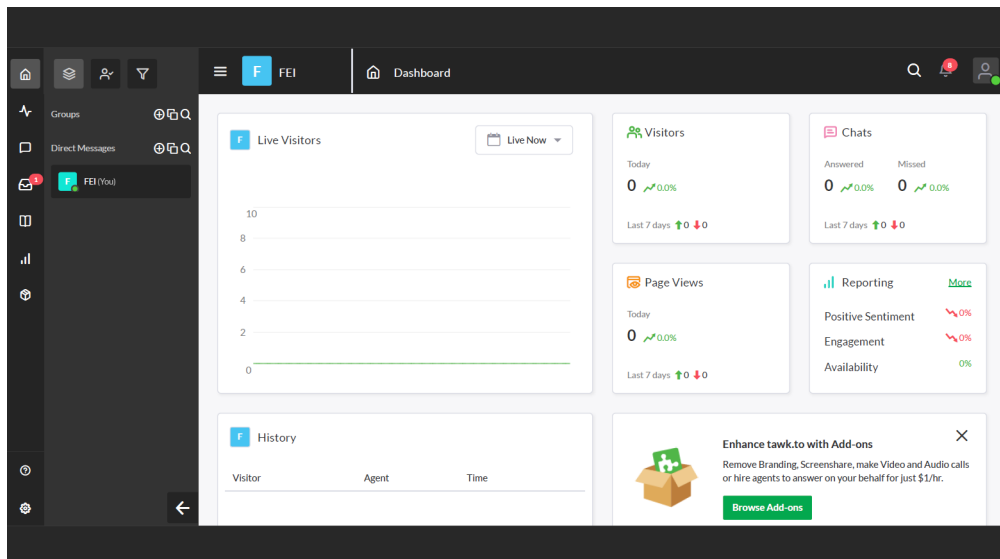 F FEI Dashboard 8
Groups
Direct Messages
1
F FEI (You)
F Live Visitors
Live Now
10
8
6
4
2
0
Visitors
Today
0 0.0%
Last 7 days 0 0
Chats
Answered Missed
0 0.0% 0 0.0%
Last 7 days 0 0
Page Views
Today
0 0.0%
Last 7 days 0 0
Reporting More
Positive Sentiment 0%
Engagement 0%
Availability 0%
F History
Visitor Agent Time
Enhance tawk.to with Add-ons
Remove Branding, Screenshare, make Video and Audio calls
or hire agents to answer on your behalf for just $1/hr.
Browse Add-ons